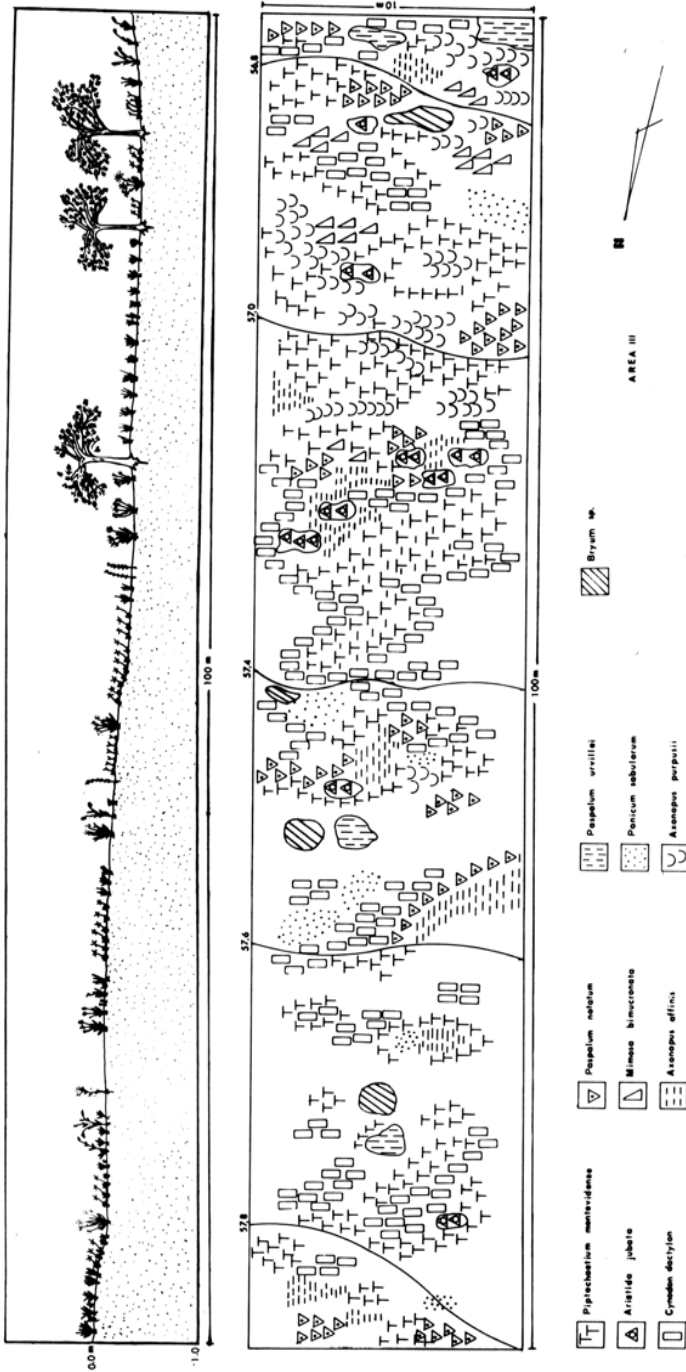 0.0 m
-1.0
100 m
57,8
57,6
57,4
57,0
56,8
10 m
100 m
Piptochaetium montevidense
Aristida jubata
Cynodon dactylon
Paspalum notatum
Mimosa bimucronata
Axonopus affinis
Paspalum urvillei
Panicum sabulorum
Axonopus purpusii
Bryum sp.
AREA III
N